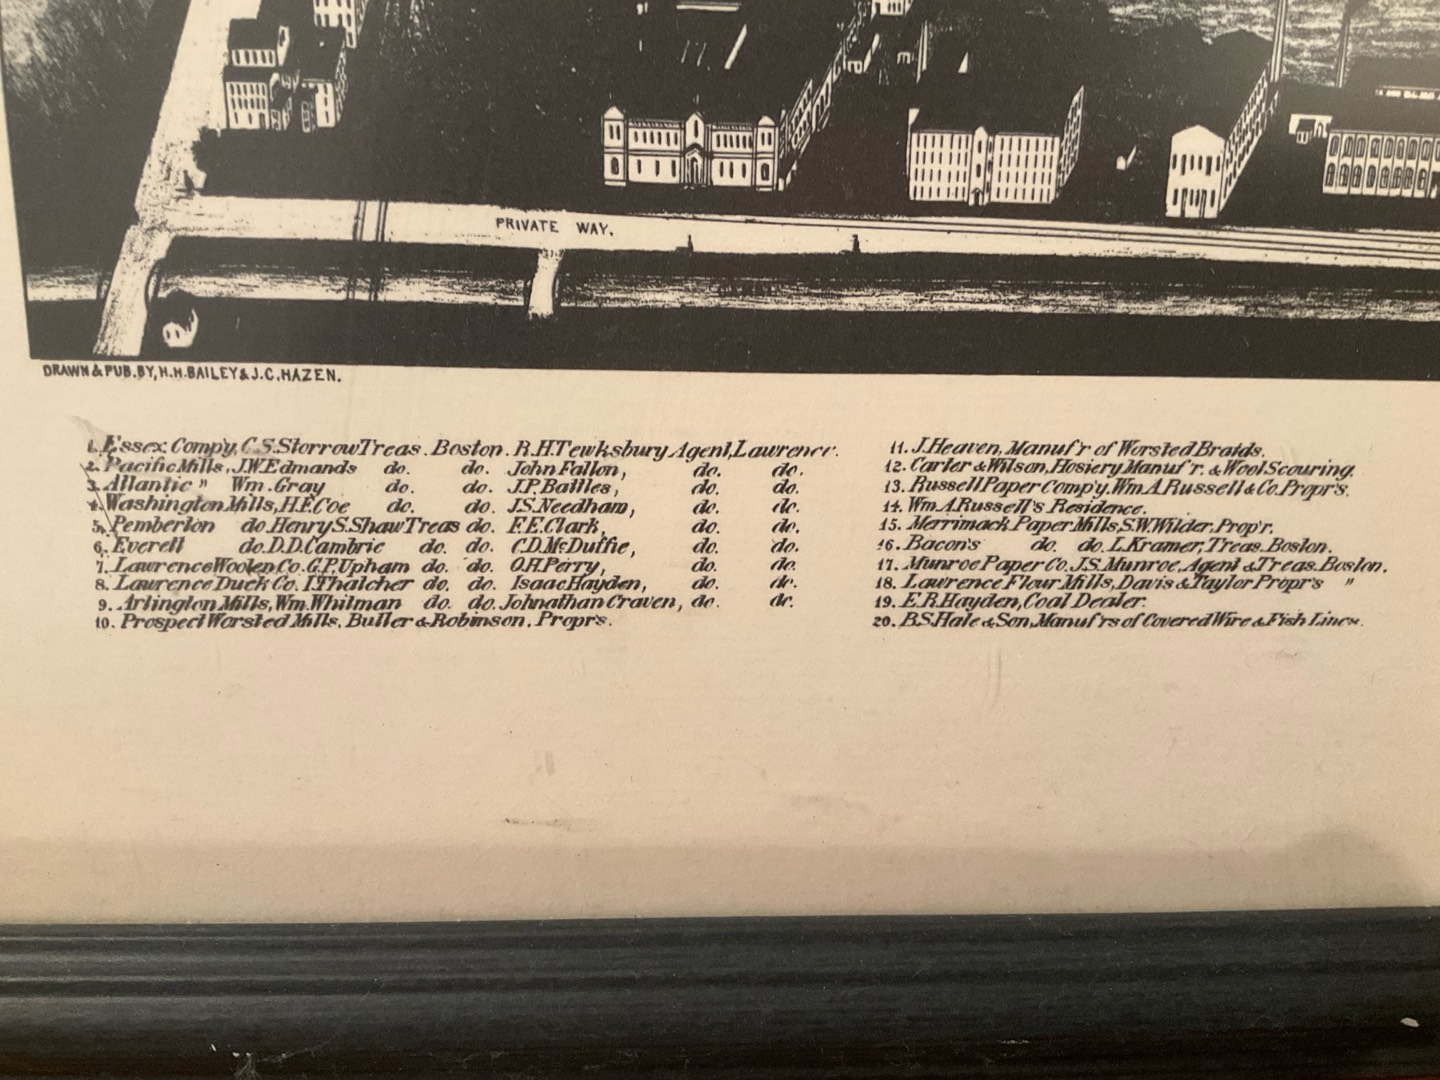 PRIVATE WAY.
DRAWN & PUB. BY, H.H. BAILEY & J.C. HAZEN.
1. Essex Comp'y, C.S. Storrow Treas. Boston. R.H. Tewksbury Agent, Lawrence.
2. Pacific Mills, J.W. Edmands do. do. John Fallon, do. do.
3. Atlantic " Wm. Gray do. do. J.P. Battles, do. do.
4. Washington Mills, H.F. Coe do. do. J.S. Needham, do. do.
5. Pemberton do. Henry S. Shaw Treas do. F.E. Clark, do. do.
6. Everett do. D.D. Cambric do. do. C.D. McDuffie, do. do.
7. Lawrence Woolen Co. G.P. Upham do. do. O.H. Perry, do. do.
8. Lawrence Duck Co. I. Thatcher do. do. Isaac Hayden, do. do.
9. Arlington Mills, Wm. Whitman do. do. Johnathan Craven, do. do.
10. Prospect Worsted Mills, Butler & Robinson, Propr's.
11. J. Heaven, Manuf'r of Worsted Braids.
12. Carter & Wilson, Hosiery Manuf'r. & Wool Scouring.
13. Russell Paper Comp'y. Wm. A. Russell & Co. Propr's.
14. Wm. A. Russell's Residence.
15. Merrimack Paper Mills, S.W. Wilder, Prop'r.
16. Bacon's do. do. L. Kramer, Treas. Boston.
17. Munroe Paper Co. J.S. Munroe, Agent & Treas. Boston.
18. Lawrence Flour Mills, Davis & Taylor Propr's "
19. E.R. Hayden, Coal Dealer.
20. B.S. Hale & Son, Manuf'rs of Covered Wire & Fish Lines.